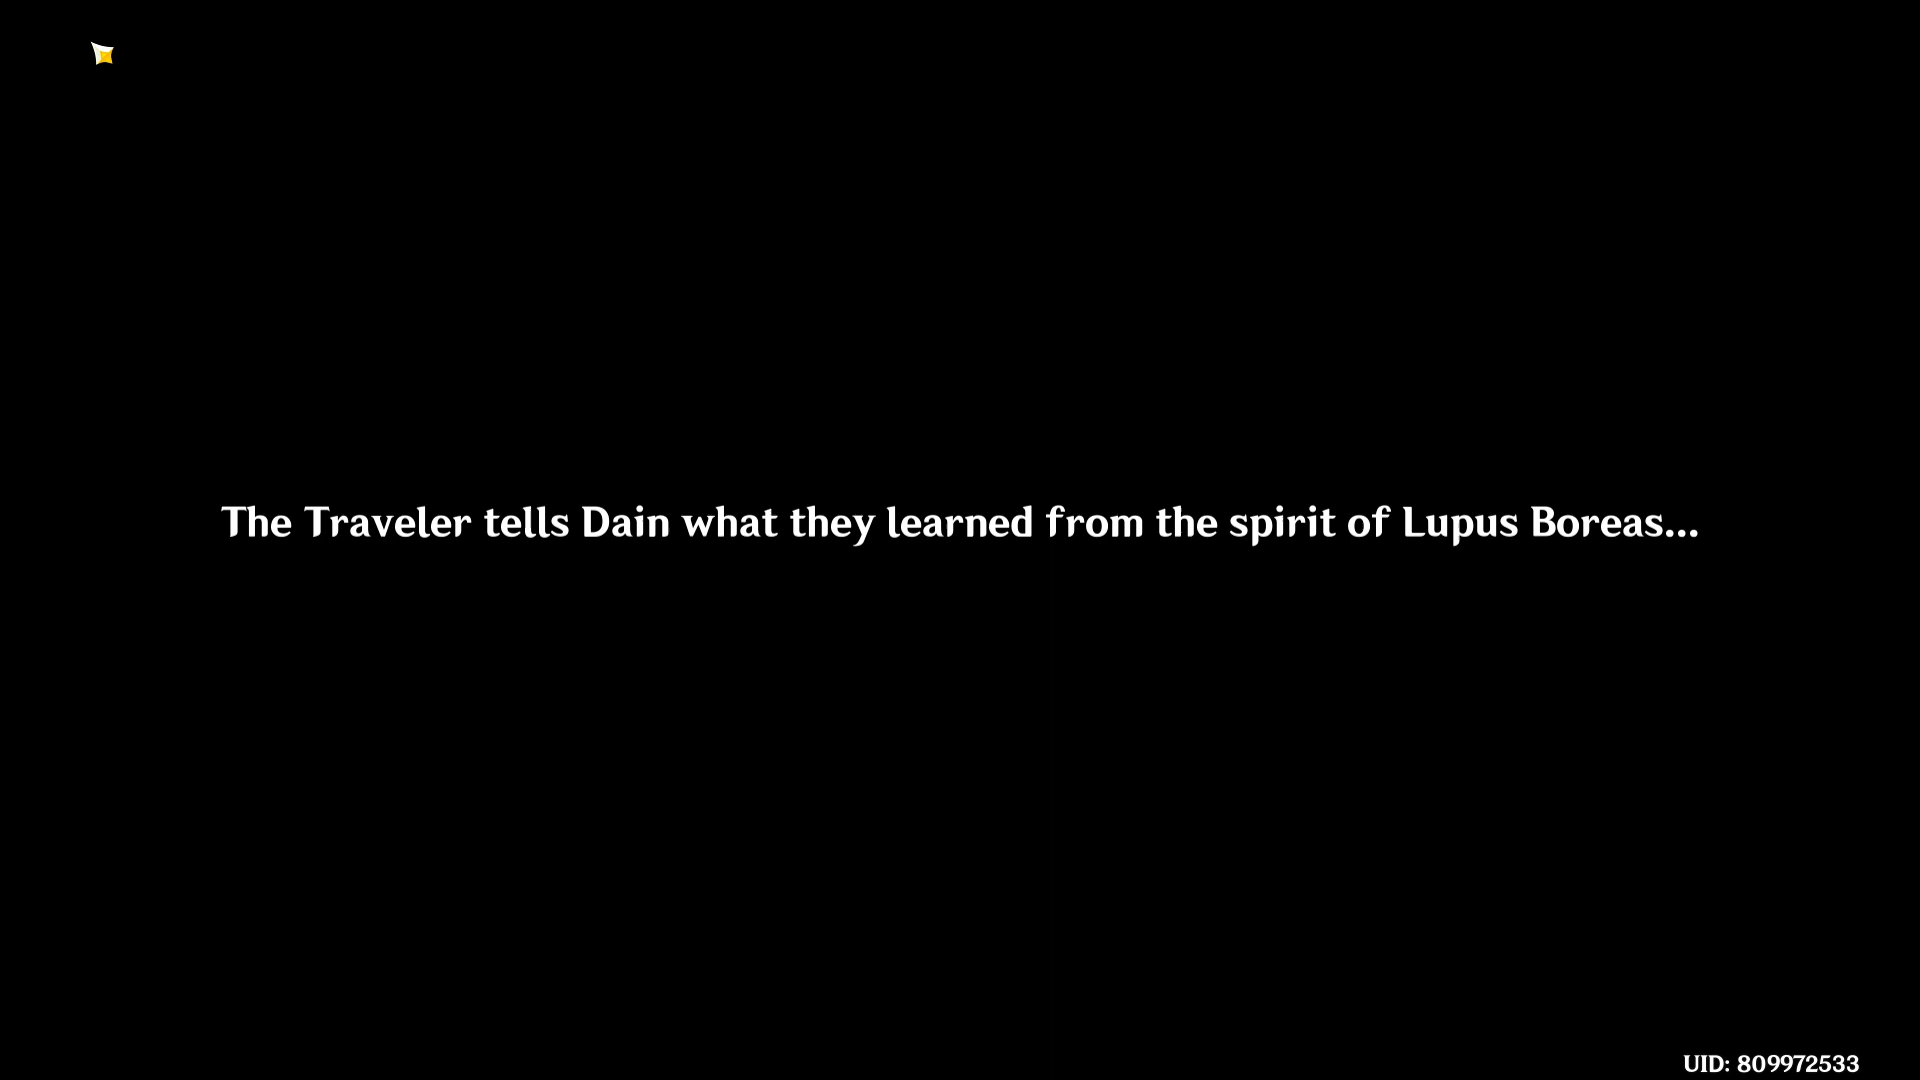 The Traveler tells Dain what they learned from the spirit of Lupus Boreas...
UID: 809972533